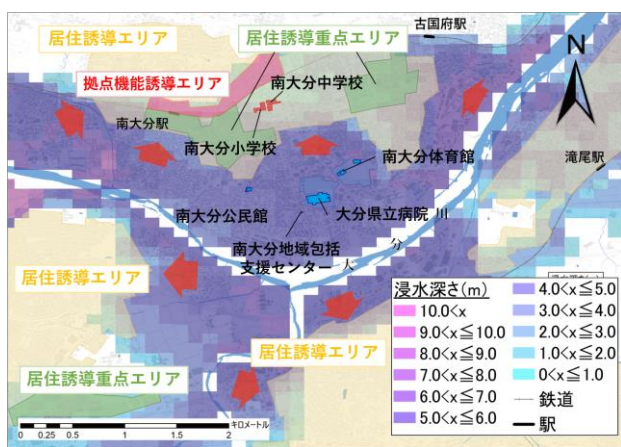 古国府駅
居住誘導エリア
居住誘導重点エリア
N
拠点機能誘導エリア
南大分中学校
南大分駅
滝尾駅
南大分小学校
南大分体育館
南大分公民館
大分県立病院
川
分
大
南大分地域包括
支援センター
居住誘導エリア
居住誘導エリア
居住誘導重点エリア
浸水深さ(m)
10.0<x
9.0<x≦10.0
8.0<x≦9.0
7.0<x≦8.0
6.0<x≦7.0
5.0<x≦6.0
4.0<x≦5.0
3.0<x≦4.0
2.0<x≦3.0
1.0<x≦2.0
0<x≦1.0
鉄道
駅
0 0.25 0.5 1 1.5 2
キロメートル